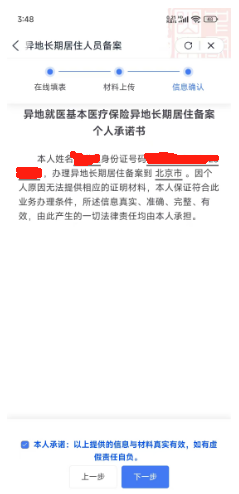 3:48
异地长期居住人员备案
在线填表
材料上传
信息确认
异地就医基本医疗保险异地长期居住备案
个人承诺书
本人姓名 身份证号码
，办理异地长期居住备案到 北京市 。因个
人原因无法提供相应的证明材料，本人保证符合此
业务办理条件，所述信息真实、准确、完整、有
效，由此产生的一切法律责任均由本人承担。
本人承诺：以上提供的信息与材料真实有效，如有虚
假责任自负。
上一步
下一步